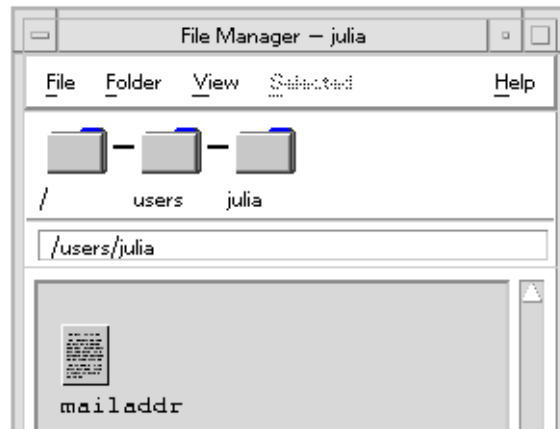 File Manager – julia
File Folder View Selected Help
/ users julia
/users/julia
mailaddr